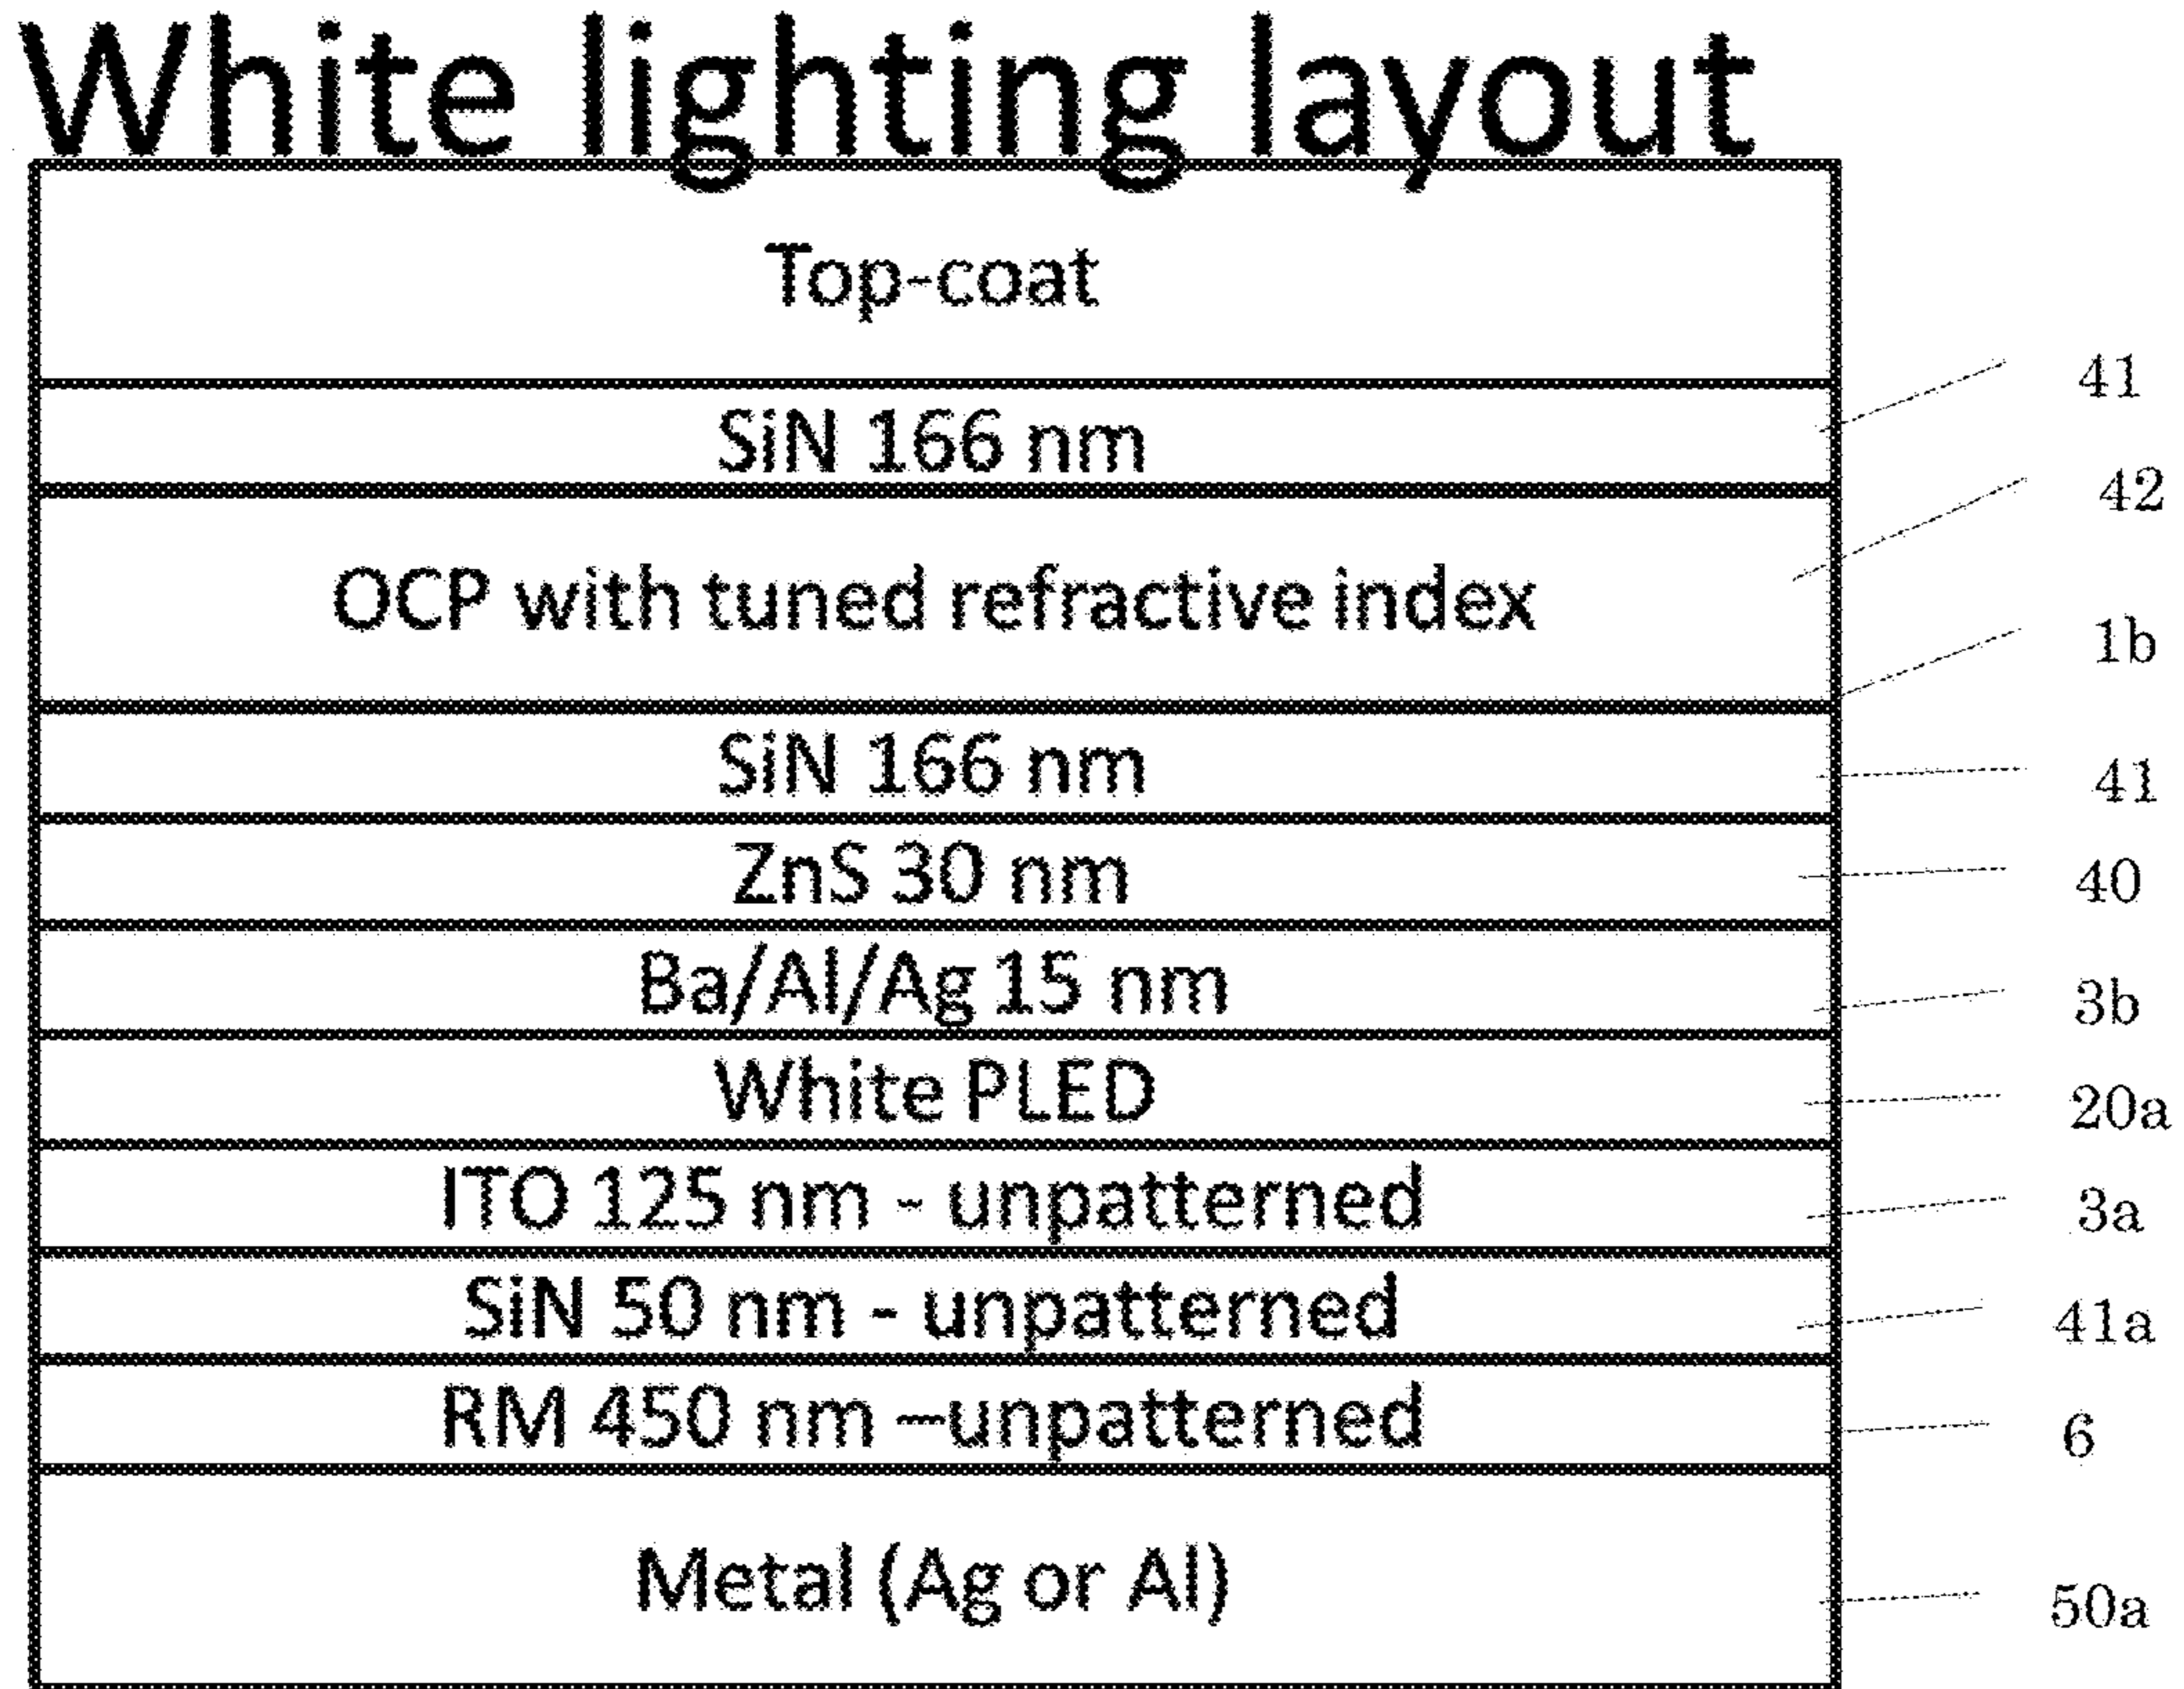 White lighting layout
Top-coat
41
SiN 166 nm
42
OCP with tuned refractive index
1b
SiN 166 nm
41
ZnS 30 nm
40
Ba/Al/Ag 15 nm
3b
White PLED
20a
ITO 125 nm - unpatterned
3a
SiN 50 nm - unpatterned
41a
RM 450 nm –unpatterned
6
Metal (Ag or Al)
50a